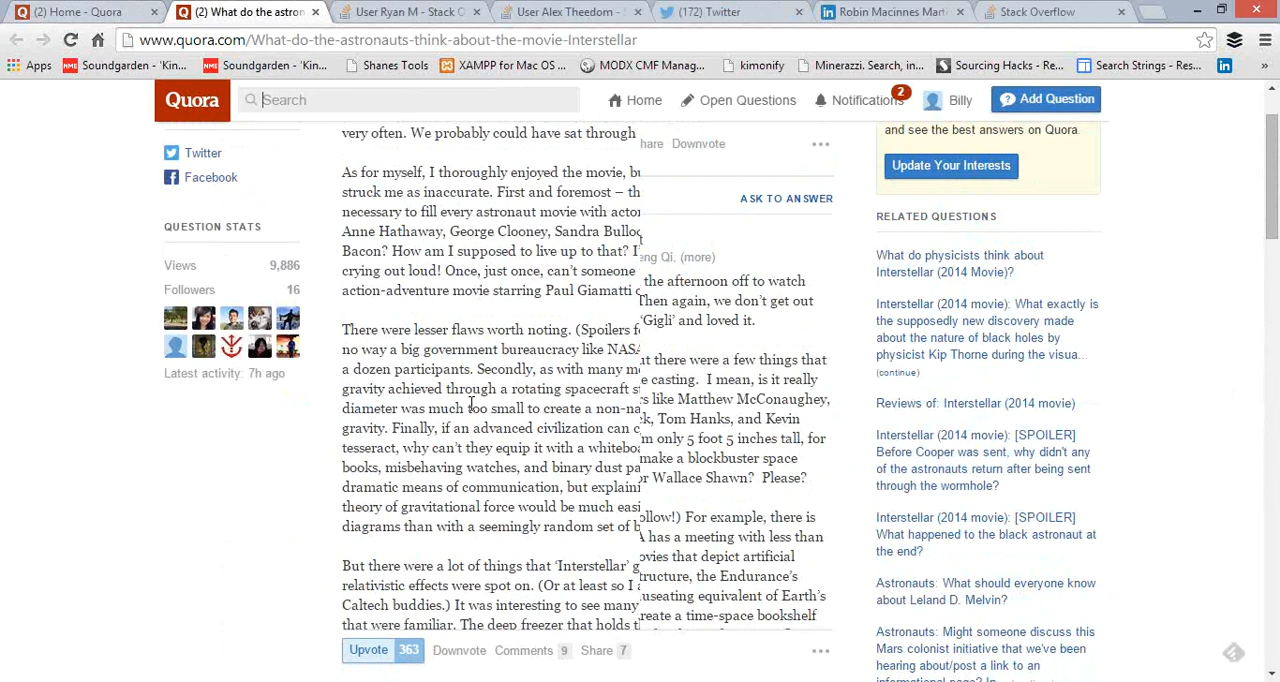 (2) Home - Quora
(2) What do the astron
User Ryan M - Stack O
User Alex Theedom -
(172) Twitter
Robin Macinnes Mart
Stack Overflow
www.quora.com/What-do-the-astronauts-think-about-the-movie-Interstellar
Apps
Soundgarden - 'Kin...
Soundgarden - 'Kin...
Shanes Tools
XAMPP for Mac OS ...
MODX CMF Manag...
kimonify
Minerazzi. Search, in...
Sourcing Hacks - Re...
Search Strings - Res...
Quora
Search
Home
Open Questions
Notifications
2
Billy
Add Question
Twitter
Facebook
QUESTION STATS
Views 9,886
Followers 16
Latest activity: 7h ago
very often. We probably could have sat through
As for myself, I thoroughly enjoyed the movie, bu
struck me as inaccurate. First and foremost – th
necessary to fill every astronaut movie with acto
Anne Hathaway, George Clooney, Sandra Bulloc
Bacon? How am I supposed to live up to that? I
crying out loud! Once, just once, can't someone
action-adventure movie starring Paul Giamatti o
There were lesser flaws worth noting. (Spoilers fo
no way a big government bureaucracy like NASA
a dozen participants. Secondly, as with many mo
gravity achieved through a rotating spacecraft st
diameter was much too small to create a non-na
gravity. Finally, if an advanced civilization can c
tesseract, why can't they equip it with a whiteboa
books, misbehaving watches, and binary dust pa
dramatic means of communication, but explaini
theory of gravitational force would be much easi
diagrams than with a seemingly random set of b
But there were a lot of things that 'Interstellar' g
relativistic effects were spot on. (Or at least so I
Caltech buddies.) It was interesting to see many
that were familiar. The deep freezer that holds t
Upvote 363
Downvote
Comments 9
Share 7
hare
Downvote
ASK TO ANSWER
eng Qi, (more)
the afternoon off to watch
Then again, we don't get out
'Gigli' and loved it.
ut there were a few things that
e casting. I mean, is it really
rs like Matthew McConaughey,
ck, Tom Hanks, and Kevin
m only 5 foot 5 inches tall, for
make a blockbuster space
or Wallace Shawn? Please?
ollow!) For example, there is
A has a meeting with less than
ovies that depict artificial
tructure, the Endurance's
useating equivalent of Earth's
reate a time-space bookshelf
and see the best answers on Quora.
Update Your Interests
RELATED QUESTIONS
What do physicists think about
Interstellar (2014 Movie)?
Interstellar (2014 movie): What exactly is
the supposedly new discovery made
about the nature of black holes by
physicist Kip Thorne during the visua...
(continue)
Reviews of: Interstellar (2014 movie)
Interstellar (2014 movie): [SPOILER]
Before Cooper was sent, why didn't any
of the astronauts return after being sent
through the wormhole?
Interstellar (2014 movie): [SPOILER]
What happened to the black astronaut at
the end?
Astronauts: What should everyone know
about Leland D. Melvin?
Astronauts: Might someone discuss this
Mars colonist initiative that we've been
hearing about/post a link to an
informational page? In